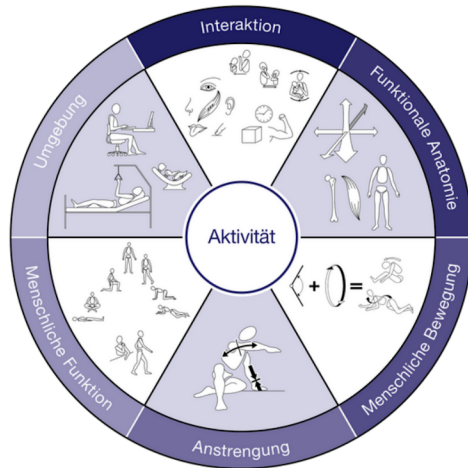 Interaktion
Funktionale Anatomie
Menschliche Bewegung
Anstrengung
Menschliche Funktion
Umgebung
Aktivität
+
=